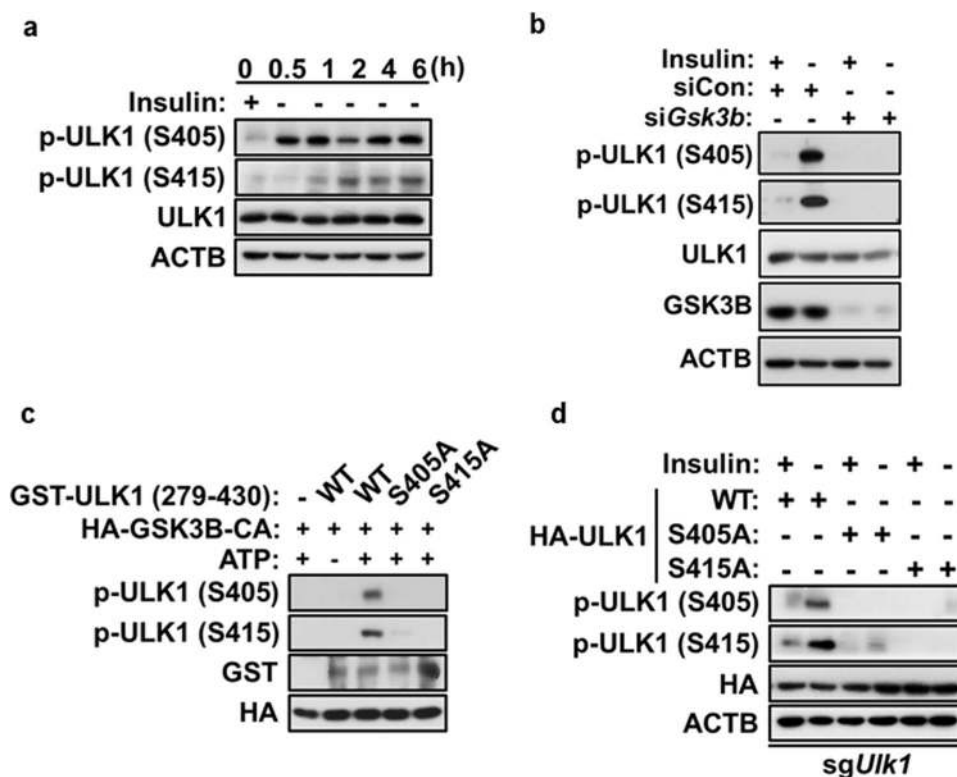 a
0 0.5 1 2 4 6 (h)
Insulin: + - - - - -
p-ULK1 (S405)
p-ULK1 (S415)
ULK1
ACTB
b
Insulin: + - + -
siCon: + + - -
siGsk3b: - - + +
p-ULK1 (S405)
p-ULK1 (S415)
ULK1
GSK3B
ACTB
c
GST-ULK1 (279-430): - WT WT S405A S415A
HA-GSK3B-CA: + + + + +
ATP: + - + + +
p-ULK1 (S405)
p-ULK1 (S415)
GST
HA
d
Insulin: + - + - + -
HA-ULK1
WT: + + - - - -
S405A: - - + + - -
S415A: - - - - + +
p-ULK1 (S405)
p-ULK1 (S415)
HA
ACTB
sgUlk1